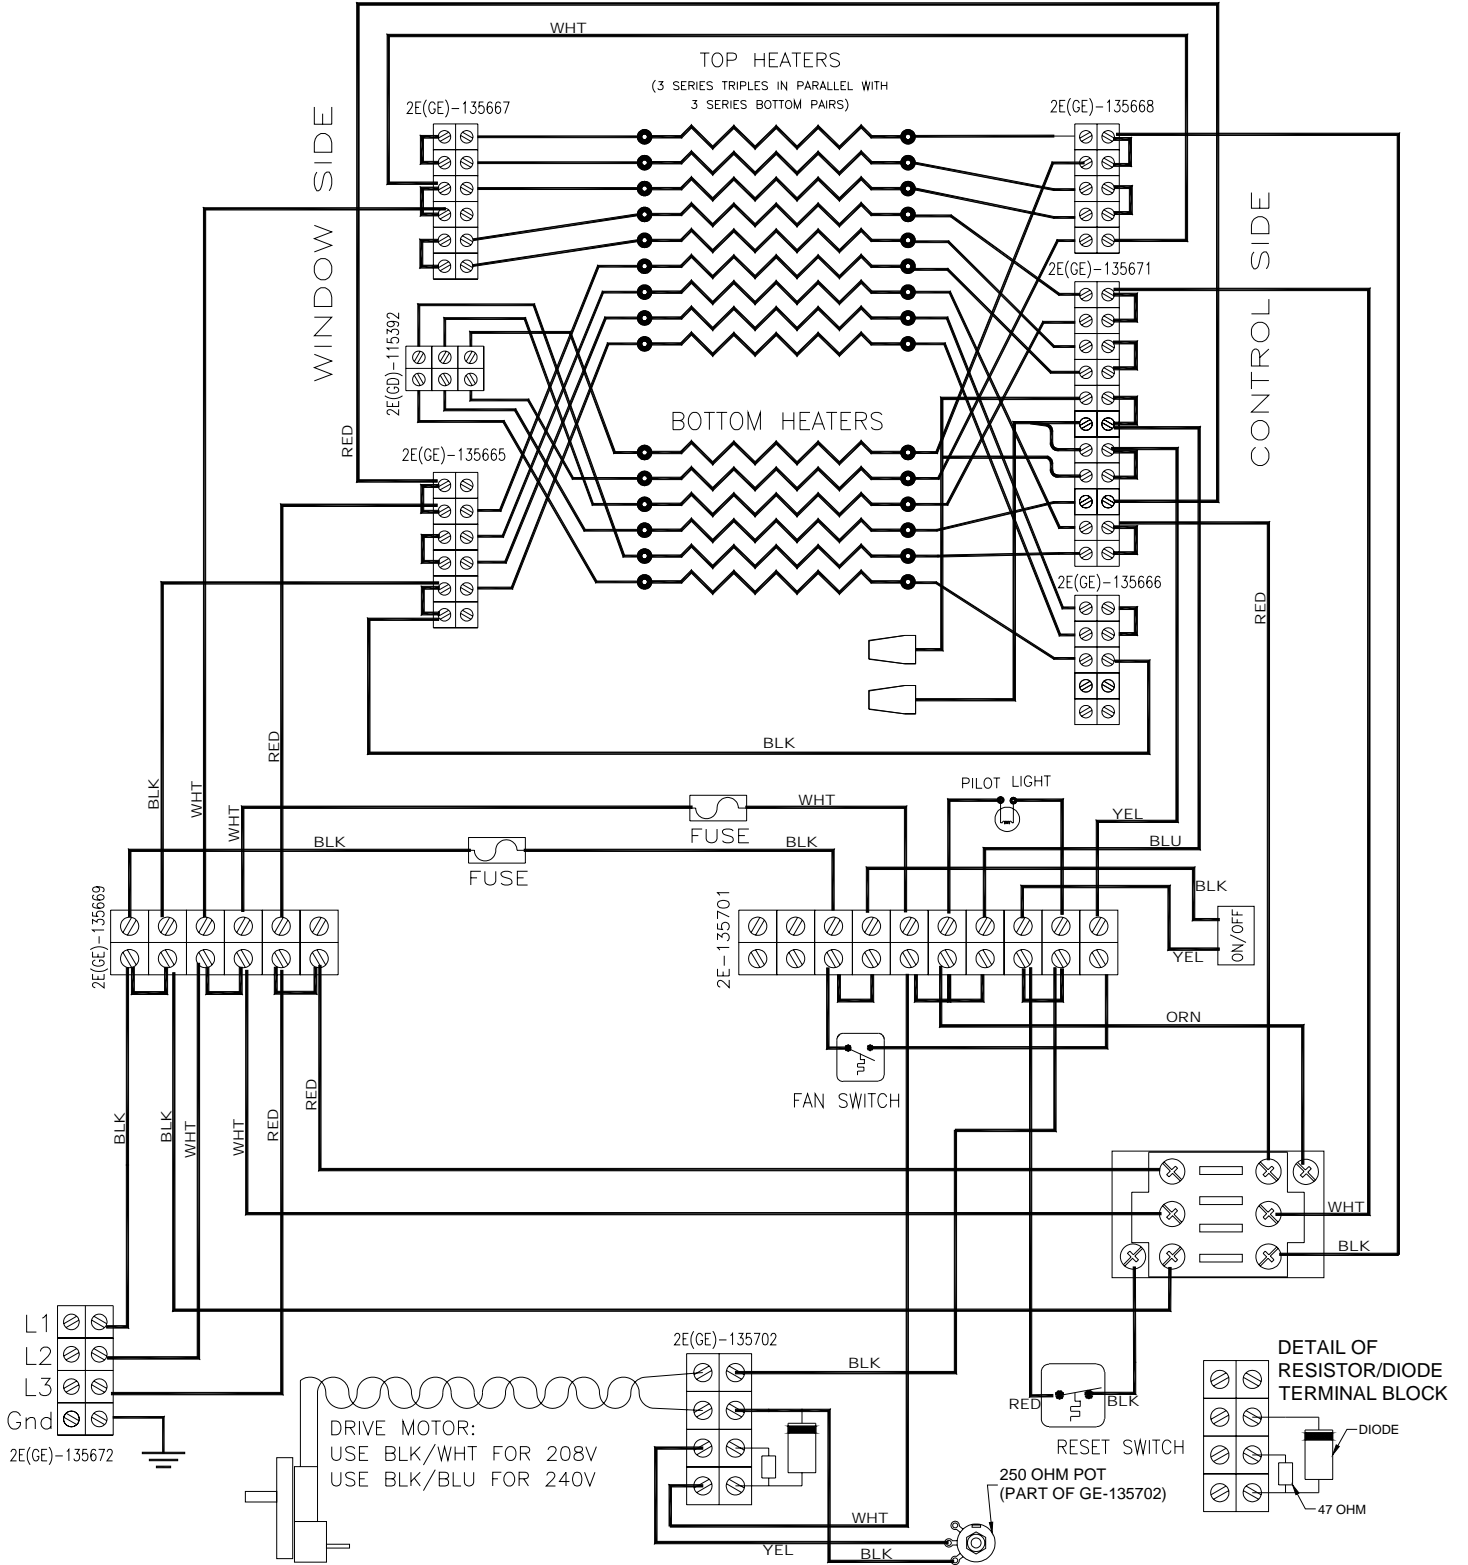 WHT
TOP HEATERS
(3 SERIES TRIPLES IN PARALLEL WITH
3 SERIES BOTTOM PAIRS)
2E(GE)-135667
2E(GE)-135668
WINDOW SIDE
CONTROL SIDE
2E(GE)-135671
2E(GD)-115392
BOTTOM HEATERS
RED
2E(GE)-135665
2E(GE)-135666
RED
BLK
RED
BLK
WHT
WHT
PILOT LIGHT
WHT
FUSE
YEL
BLK
FUSE
BLK
BLU
2E(GE)-135669
2E-135701
BLK
ON/OFF
YEL
ORN
FAN SWITCH
BLK
BLK
WHT
WHT
RED
RED
WHT
BLK
L1
L2
L3
Gnd
2E(GE)-135672
2E(GE)-135702
BLK
DRIVE MOTOR:
USE BLK/WHT FOR 208V
USE BLK/BLU FOR 240V
RED
BLK
RESET SWITCH
DETAIL OF
RESISTOR/DIODE
TERMINAL BLOCK
DIODE
47 OHM
250 OHM POT
(PART OF GE-135702)
WHT
YEL
BLK